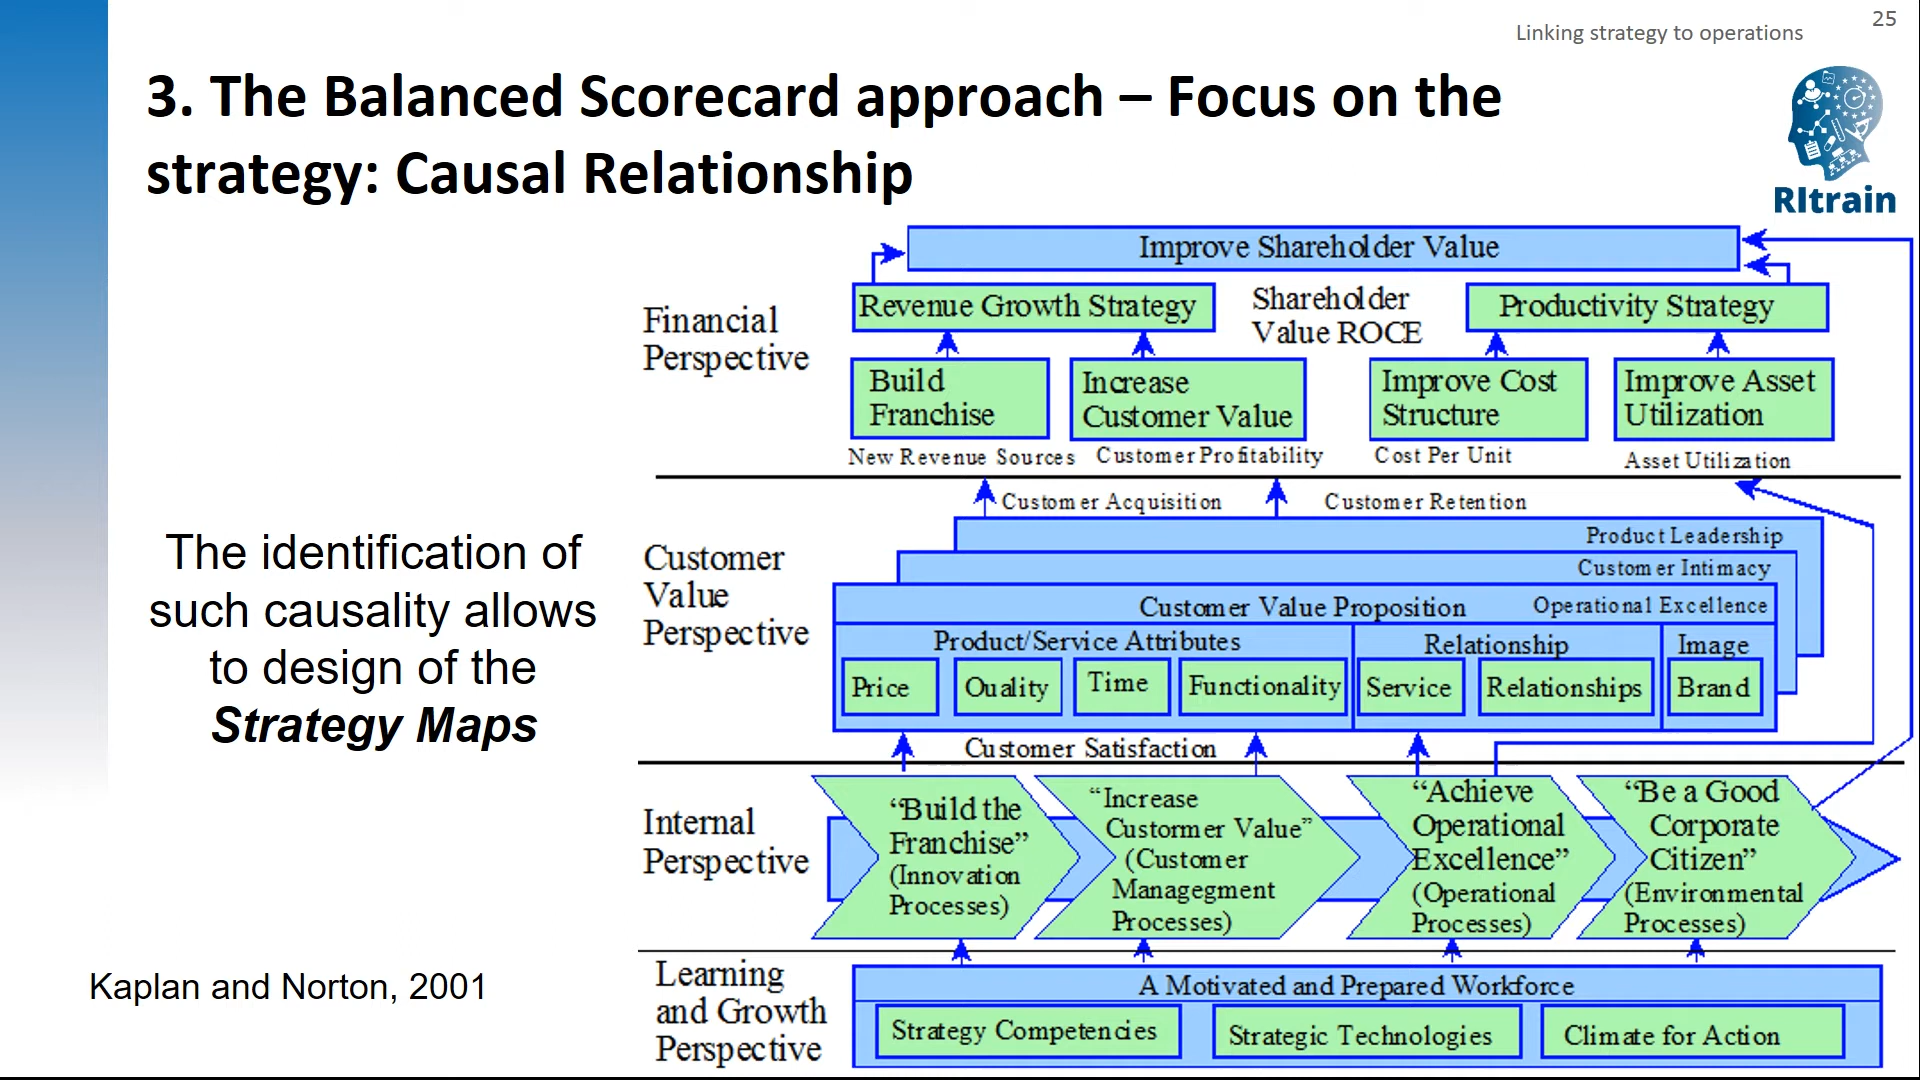 Linking strategy to operations
25
3. The Balanced Scorecard approach – Focus on the
strategy: Causal Relationship
RItrain
The identification of
such causality allows
to design of the
Strategy Maps
Kaplan and Norton, 2001
Improve Shareholder Value
Financial
Perspective
Revenue Growth Strategy
Shareholder
Value ROCE
Productivity Strategy
Build
Franchise
Increase
Customer Value
Improve Cost
Structure
Improve Asset
Utilization
New Revenue Sources
Customer Profitability
Cost Per Unit
Asset Utilization
Customer Acquisition
Customer Retention
Customer
Value
Perspective
Product Leadership
Customer Intimacy
Customer Value Proposition
Operational Excellence
Product/Service Attributes
Relationship
Image
Price
Quality
Time
Functionality
Service
Relationships
Brand
Customer Satisfaction
Internal
Perspective
“Build the
Franchise”
(Innovation
Processes)
“Increase
Custormer Value”
(Customer
Managegment
Processes)
“Achieve
Operational
Excellence”
(Operational
Processes)
“Be a Good
Corporate
Citizen”
(Environmental
Processes)
Learning
and Growth
Perspective
A Motivated and Prepared Workforce
Strategy Competencies
Strategic Technologies
Climate for Action